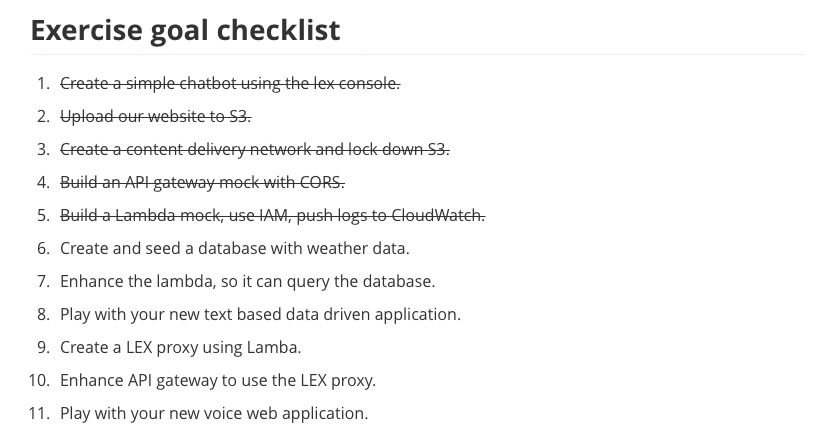 Exercise goal checklist
1. Create a simple chatbot using the lex console.
2. Upload our website to S3.
3. Create a content delivery network and lock down S3.
4. Build an API gateway mock with CORS.
5. Build a Lambda mock, use IAM, push logs to CloudWatch.
6. Create and seed a database with weather data.
7. Enhance the lambda, so it can query the database.
8. Play with your new text based data driven application.
9. Create a LEX proxy using Lamba.
10. Enhance API gateway to use the LEX proxy.
11. Play with your new voice web application.